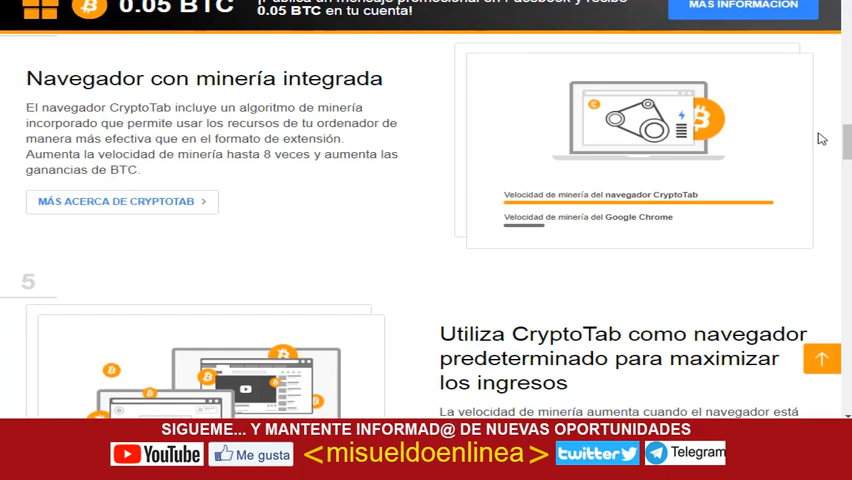 0.05 BTC
¡Publica un mensaje promocional en Facebook y recibe
0.05 BTC en tu cuenta!
MÁS INFORMACIÓN
Navegador con minería integrada
El navegador CryptoTab incluye un algoritmo de minería
incorporado que permite usar los recursos de tu ordenador de
manera más efectiva que en el formato de extensión.
Aumenta la velocidad de minería hasta 8 veces y aumenta las
ganancias de BTC.
MÁS ACERCA DE CRYPTOTAB
Velocidad de minería del navegador CryptoTab
Velocidad de minería del Google Chrome
5
Utiliza CryptoTab como navegador
predeterminado para maximizar
los ingresos
La velocidad de minería aumenta cuando el navegador está
SIGUEME... Y MANTENTE INFORMAD@ DE NUEVAS OPORTUNIDADES
YouTube Me gusta <misueldoenlinea> twitter Telegram